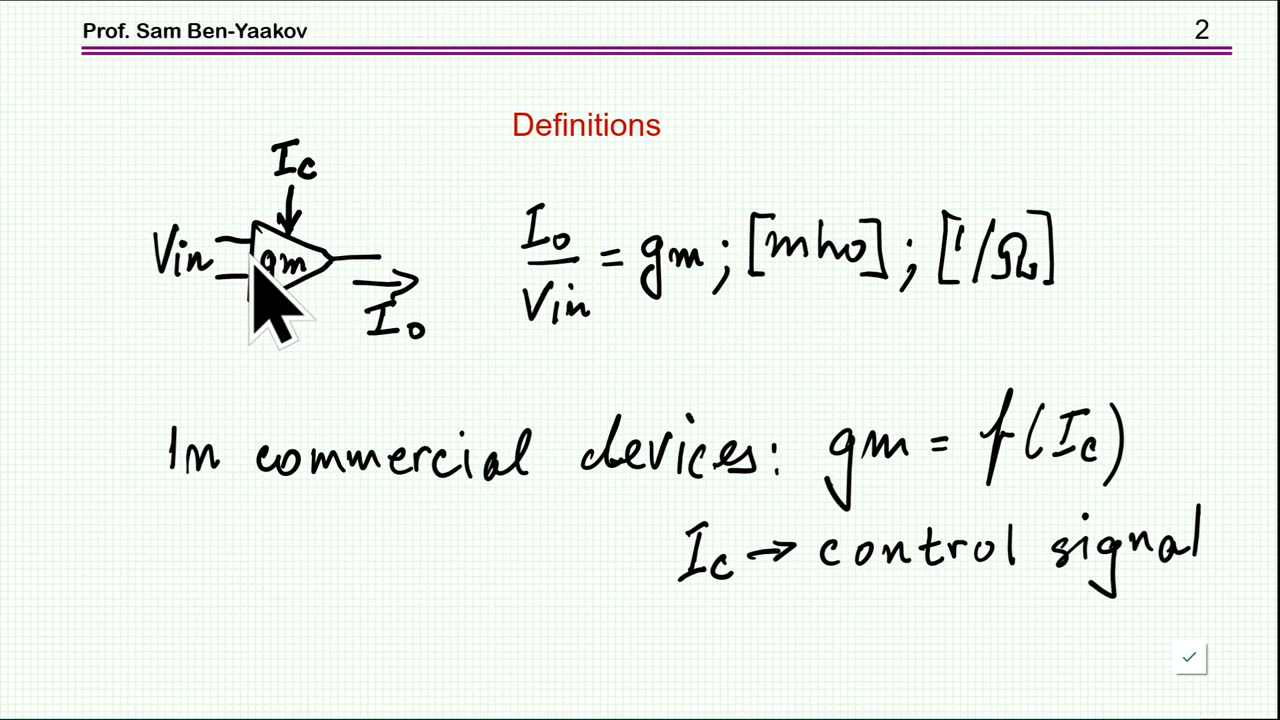 Prof. Sam Ben-Yaakov 2
Definitions
Ic
Vin gm Io
Io/Vin = gm ; [mho] ; [1/Ω]
In commercial devices: gm = f(Ic)
Ic → control signal